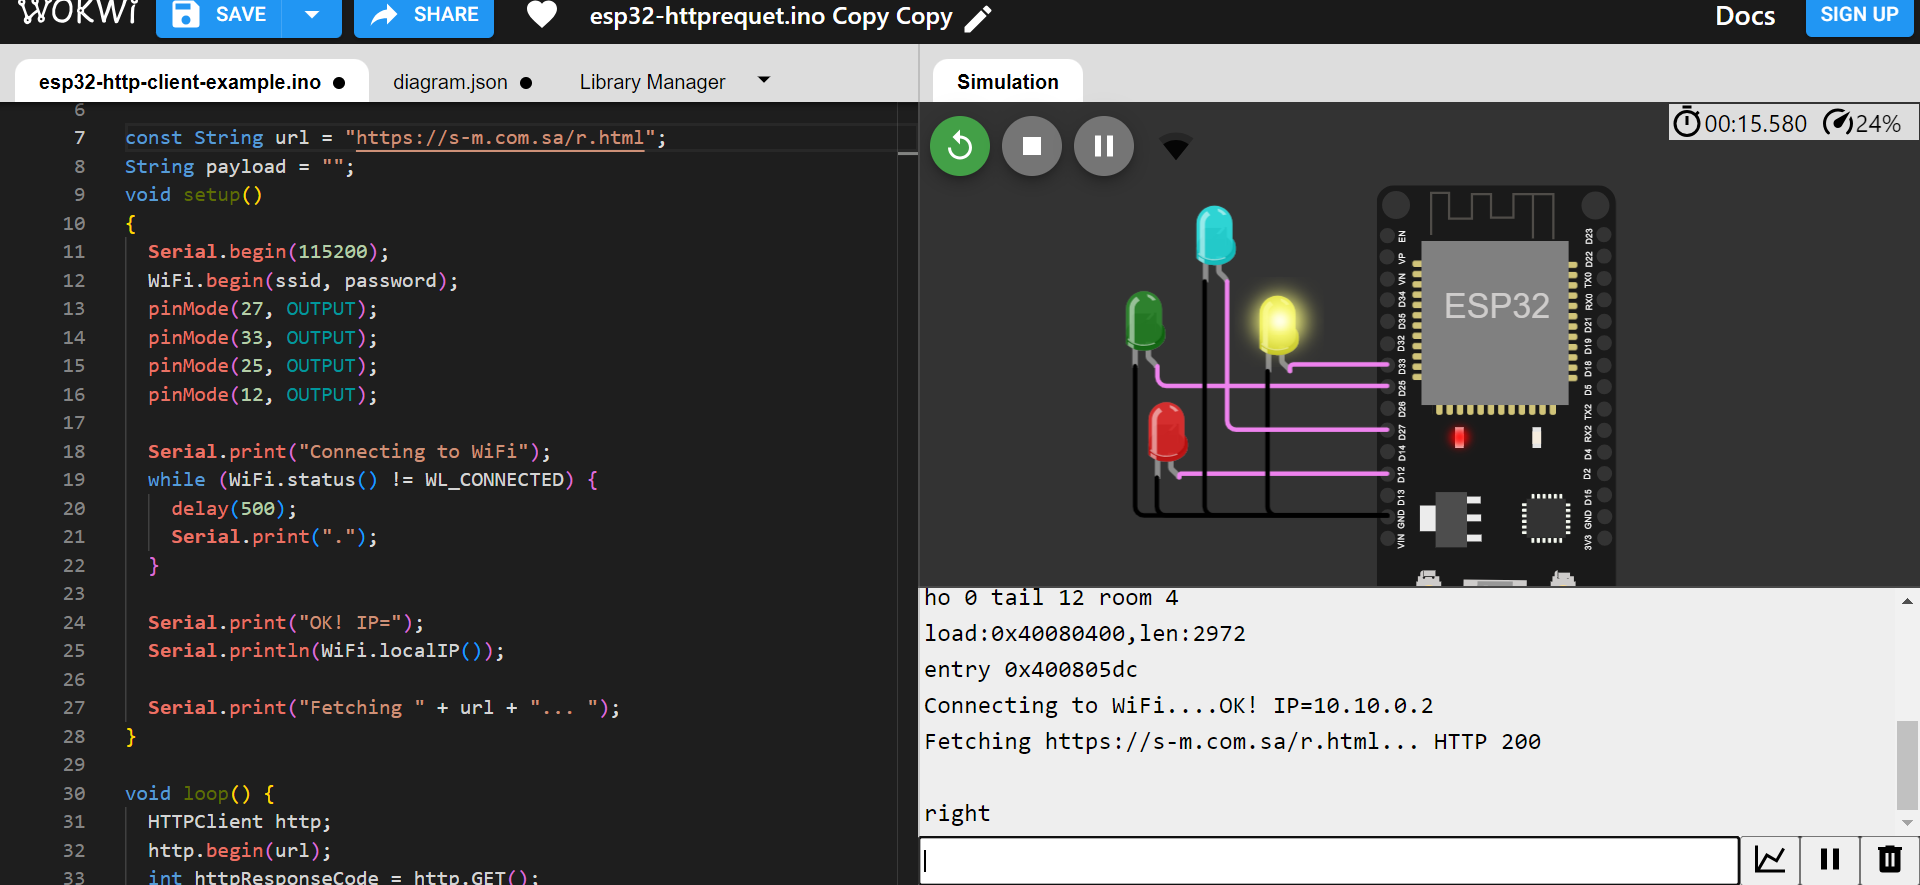 WOKWI SAVE SHARE esp32-httprequet.ino Copy Copy Docs SIGN UP
esp32-http-client-example.ino ● diagram.json ● Library Manager
6
7 const String url = "https://s-m.com.sa/r.html";
8 String payload = "";
9 void setup()
10 {
11 Serial.begin(115200);
12 WiFi.begin(ssid, password);
13 pinMode(27, OUTPUT);
14 pinMode(33, OUTPUT);
15 pinMode(25, OUTPUT);
16 pinMode(12, OUTPUT);
17
18 Serial.print("Connecting to WiFi");
19 while (WiFi.status() != WL_CONNECTED) {
20 delay(500);
21 Serial.print(".");
22 }
23
24 Serial.print("OK! IP=");
25 Serial.println(WiFi.localIP());
26
27 Serial.print("Fetching " + url + "... ");
28 }
29
30 void loop() {
31 HTTPClient http;
32 http.begin(url);
33 int httpResponseCode = http.GET();
Simulation
00:15.580 24%
ESP32
EN
VP
VN
D34
D35
D32
D33
D25
D26
D27
D14
D12
D13
GND
VIN
D23
D22
TX0
RX0
D21
D19
D18
D5
TX2
RX2
D4
D2
D15
GND
3V3
ho 0 tail 12 room 4
load:0x40080400,len:2972
entry 0x400805dc
Connecting to WiFi....OK! IP=10.10.0.2
Fetching https://s-m.com.sa/r.html... HTTP 200
right